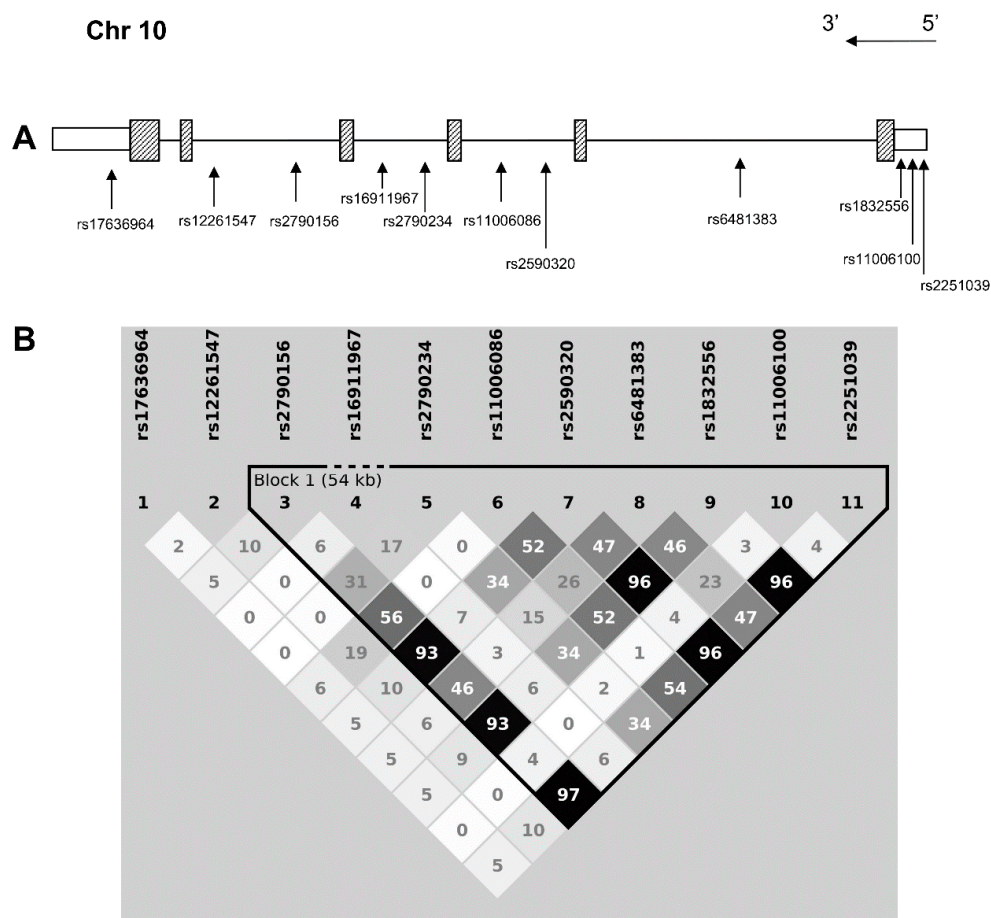 Chr 10
3’ 5’
A
rs17636964 rs12261547 rs2790156 rs16911967 rs2790234 rs11006086 rs2590320 rs6481383 rs1832556 rs11006100 rs2251039
B
rs17636964
rs12261547
rs2790156
rs16911967
rs2790234
rs11006086
rs2590320
rs6481383
rs1832556
rs11006100
rs2251039
Block 1 (54 kb)
1 2 3 4 5 6 7 8 9 10 11
2 10 6 17 0 52 47 46 3 4
5 0 31 0 34 26 96 23 96
0 0 56 7 15 52 4 47
0 19 93 3 34 1 96
6 10 46 6 2 54
5 6 93 0 34
5 9 4 6
5 0 97
0 10
5